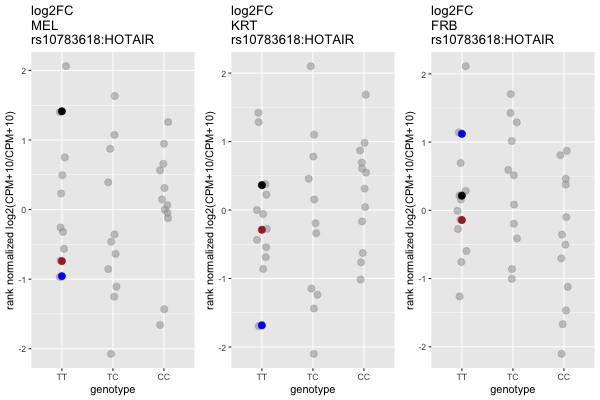 log2FC
MEL
rs10783618:HOTAIR
rank normalized log2(CPM+10/CPM+10)
2
1
0
-1
-2
TT TC CC
genotype
log2FC
KRT
rs10783618:HOTAIR
rank normalized log2(CPM+10/CPM+10)
2
1
0
-1
-2
TT TC CC
genotype
log2FC
FRB
rs10783618:HOTAIR
rank normalized log2(CPM+10/CPM+10)
2
1
0
-1
-2
TT TC CC
genotype